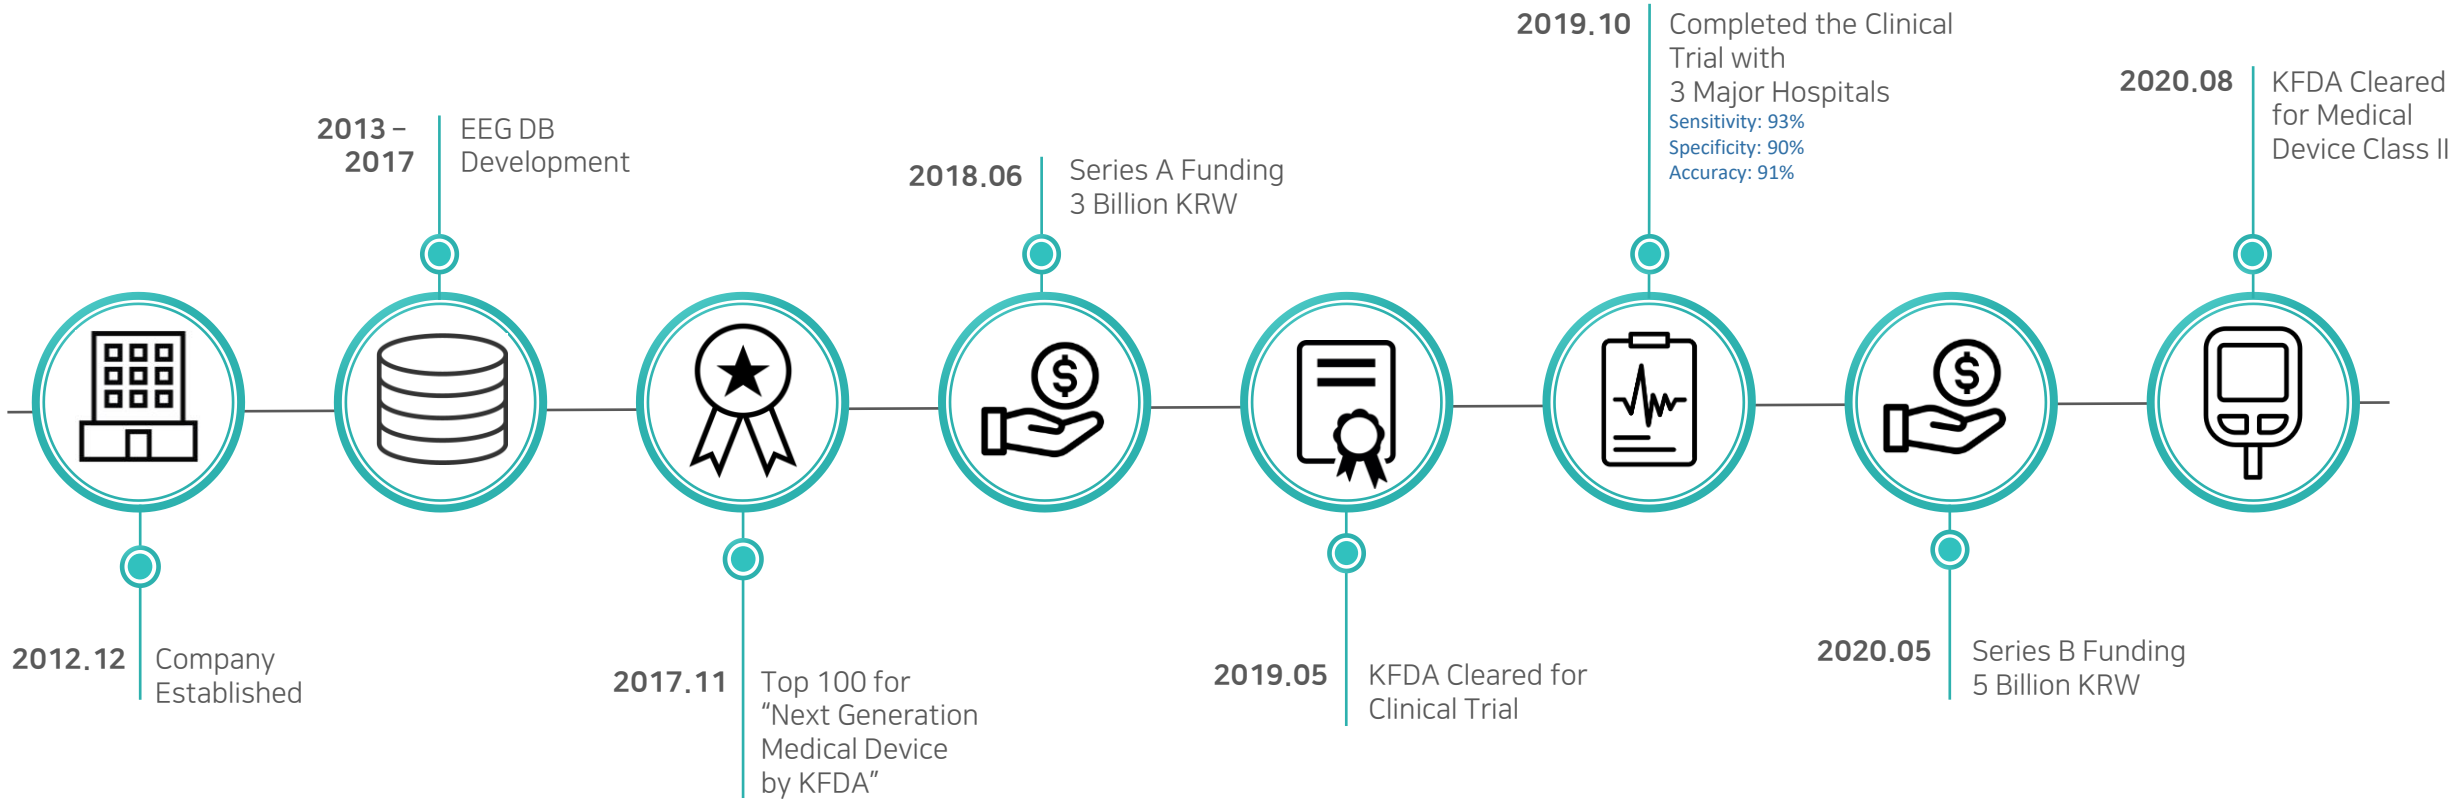 2012.12
Company
Established
2013 –
2017
EEG DB
Development
2017.11
Top 100 for
“Next Generation
Medical Device
by KFDA”
2018.06
Series A Funding
3 Billion KRW
2019.05
KFDA Cleared for
Clinical Trial
2019.10
Completed the Clinical
Trial with
3 Major Hospitals
Sensitivity: 93%
Specificity: 90%
Accuracy: 91%
2020.05
Series B Funding
5 Billion KRW
2020.08
KFDA Cleared
for Medical
Device Class II